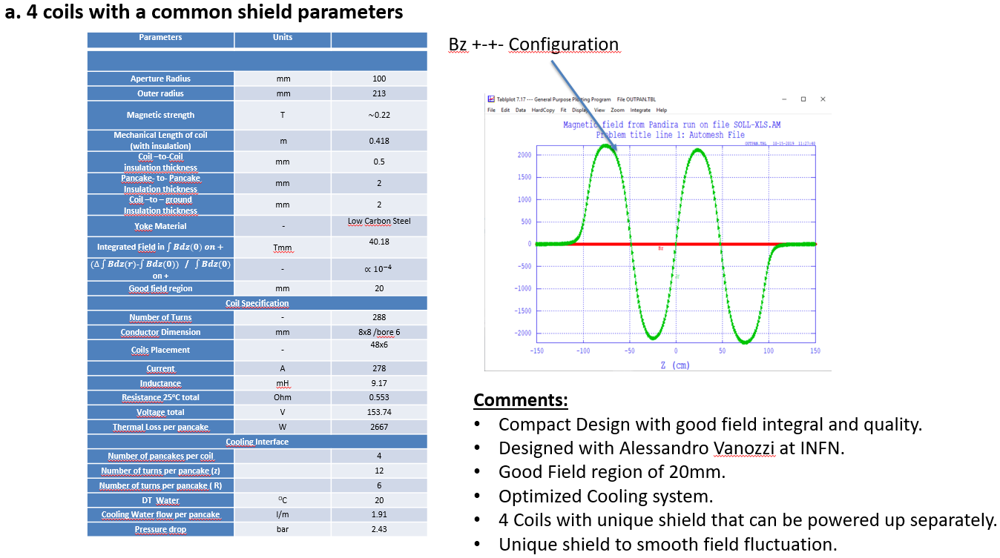 a. 4 coils with a common shield parameters
Parameters Units
Aperture Radius mm 100
Outer radius mm 213
Magnetic strength T ~0.22
Mechanical Length of coil
(with insulation) m 0.418
Coil –to-Coil
insulation thickness mm 0.5
Pancake- to- Pancake
Insulation thickness mm 2
Coil –to – ground
Insulation thickness mm 2
Yoke Material - Low Carbon Steel
Integrated Field in ∫ Bdz(0) on + Tmm 40.18
(Δ ∫ Bdz(r)-∫ Bdz(0)) / ∫ Bdz(0)
on + - ∝ 10⁻⁴
Good field region mm 20
Coil Specification
Number of Turns - 288
Conductor Dimension mm 8x8 /bore 6
Coils Placement - 48x6
Current A 278
Inductance mH 9.17
Resistance 25°C total Ohm 0.553
Voltage total V 153.74
Thermal Loss per pancake W 2667
Cooling Interface
Number of pancakes per coil 4
Number of turns per pancake (z) 12
Number of turns per pancake ( R) 6
DT Water °C 20
Cooling Water flow per pancake l/m 1.91
Pressure drop bar 2.43
Bz +-+- Configuration
Tablplot 7.17 --- General Purpose Plotting Program File OUTPAN.TBL
File Edit Data HardCopy Fit Display View Zoom Integrate Help
Magnetic field from Pandira run on file SOLL-XLS.AM
Problem title line 1: Automesh File
OUTPAN.TBL 10-15-2019 11:27:42
2000
1500
1000
500
0
-500
-1000
-1500
-2000
Bz
-150 -100 -50 0 50 100 150
Z (cm)
Comments:
• Compact Design with good field integral and quality.
• Designed with Alessandro Vanozzi at INFN.
• Good Field region of 20mm.
• Optimized Cooling system.
• 4 Coils with unique shield that can be powered up separately.
• Unique shield to smooth field fluctuation.